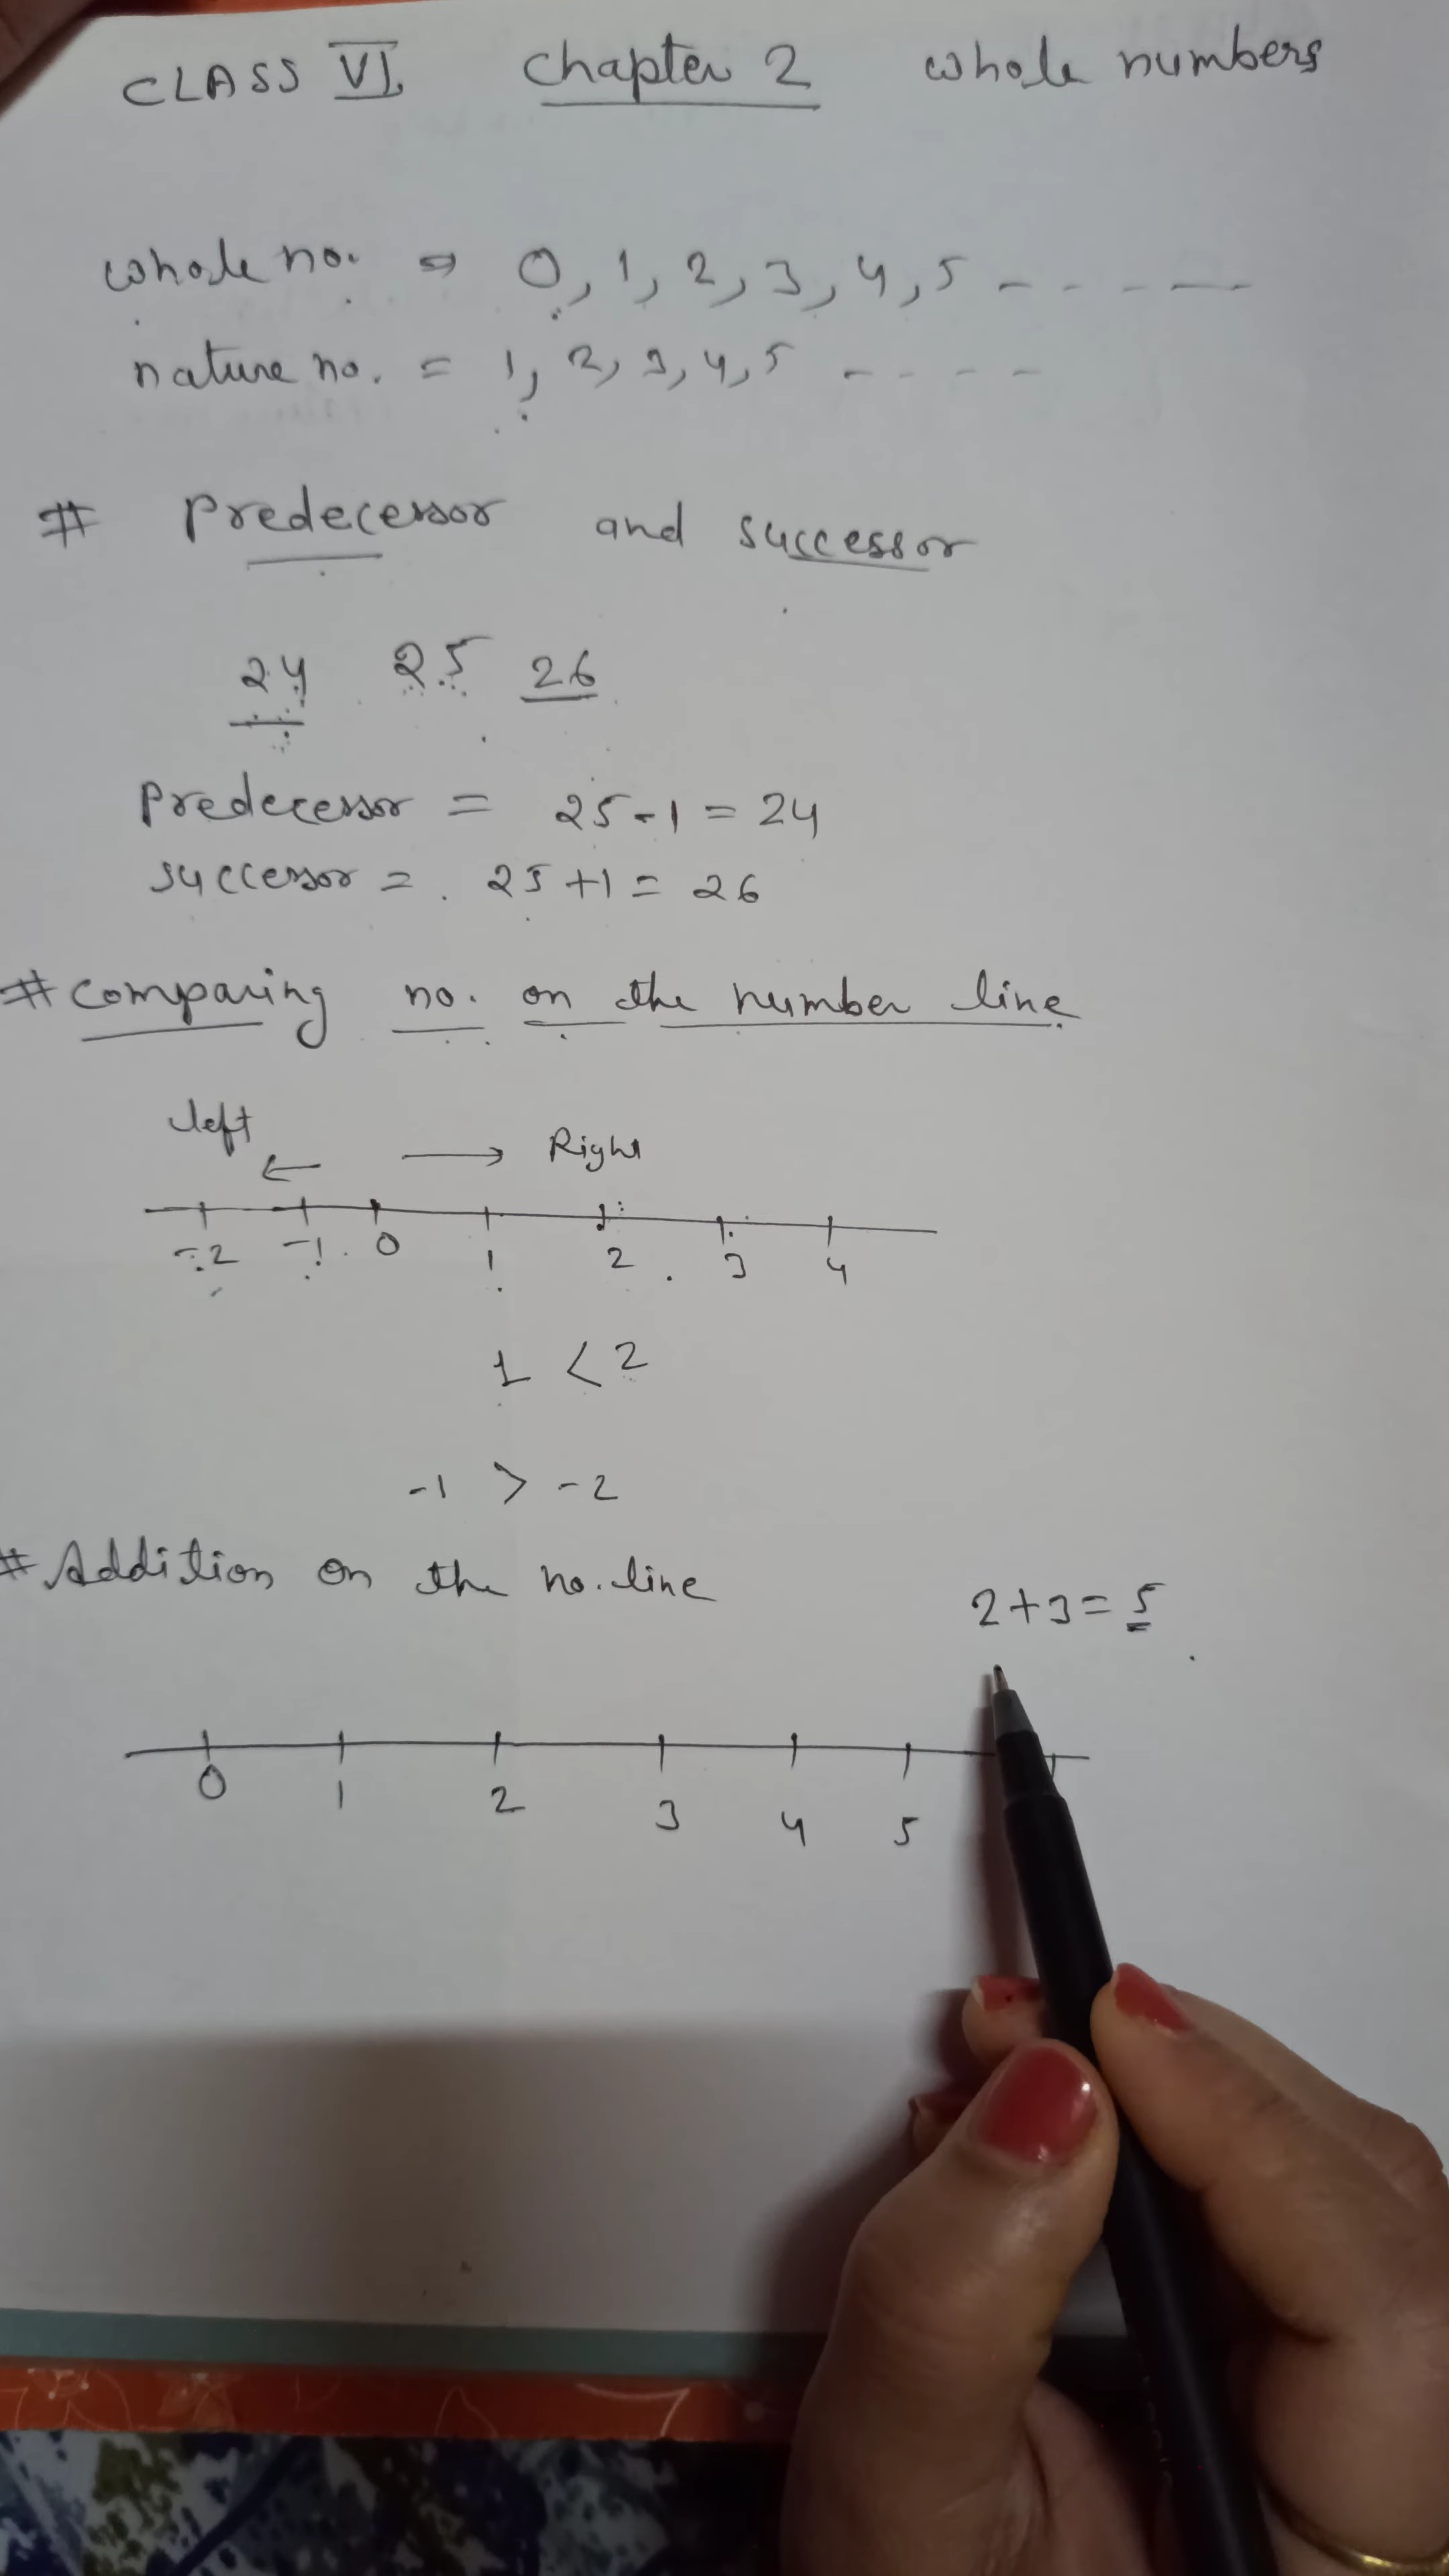 CLASS VI Chapter 2 whole numbers
whole no. ⇒ 0, 1, 2, 3, 4, 5 - - - - -
nature no. = 1, 2, 3, 4, 5 - - - -
# Predecessor and successor
24 25 26
Predecessor = 25 - 1 = 24
successor = 25 + 1 = 26
# Comparing no. on the number line
left ← → Right
-2 -1 0 1 2 3 4
1 < 2
-1 > -2
# Addition on the no. line
2+3=5
0 1 2 3 4 5